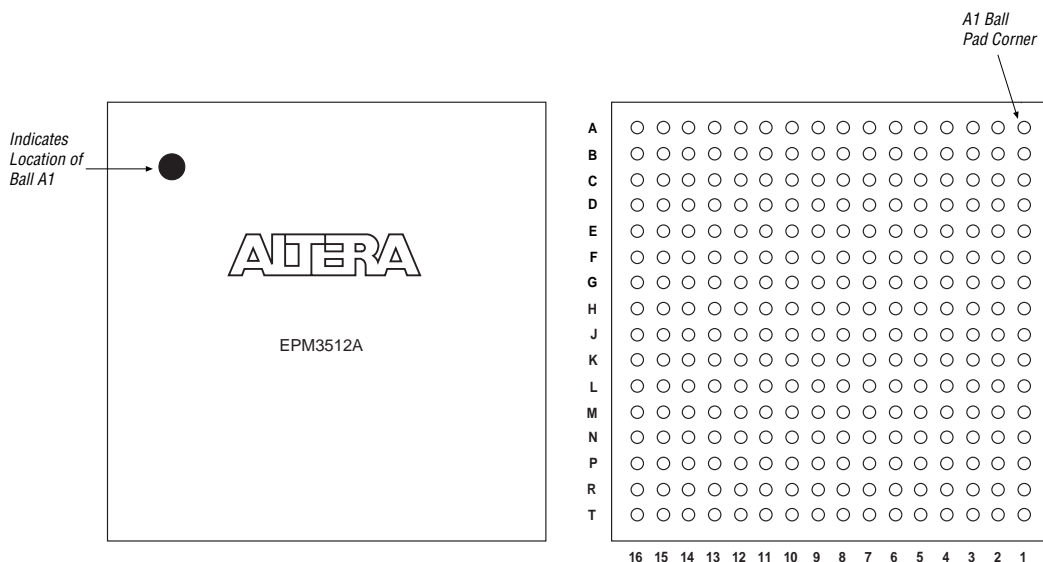 A1 Ball
Pad Corner
Indicates
Location of
Ball A1
ALTERA
EPM3512A
A
B
C
D
E
F
G
H
J
K
L
M
N
P
R
T
16 15 14 13 12 11 10 9 8 7 6 5 4 3 2 1